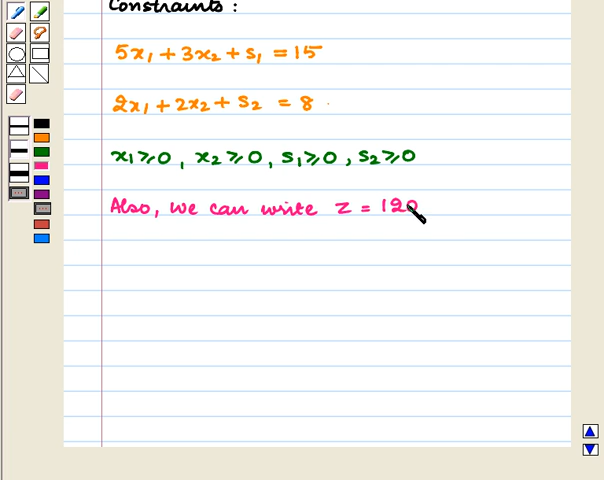 Constraints :
5x₁ + 3x₂ + s₁ = 15
2x₁ + 2x₂ + s₂ = 8
x₁ ≥ 0 , x₂ ≥ 0 , s₁ ≥ 0 , s₂ ≥ 0
Also, we can write z = 120